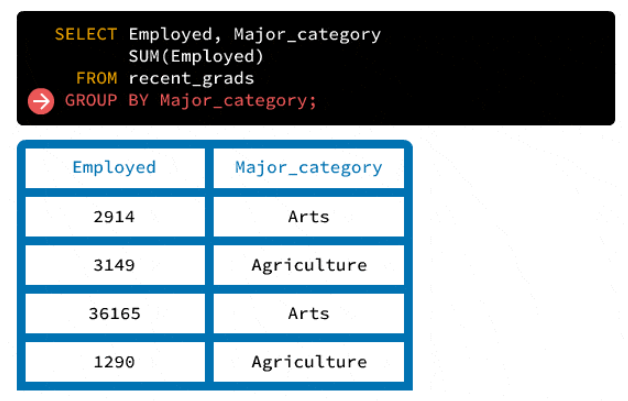 SELECT Employed, Major_category
SUM(Employed)
FROM recent_grads
GROUP BY Major_category;
Employed Major_category
2914 Arts
3149 Agriculture
36165 Arts
1290 Agriculture